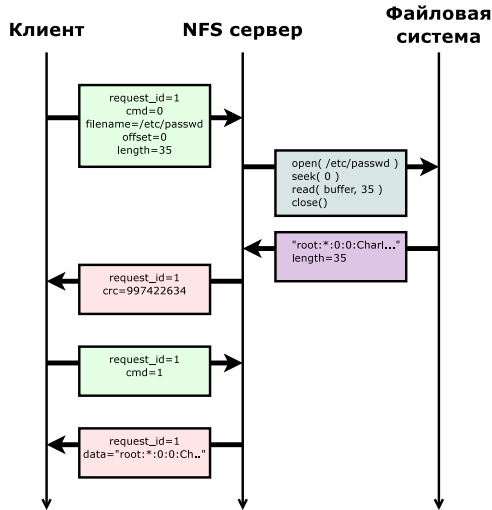 Клиент
NFS сервер
Файловая
система
request_id=1
cmd=0
filename=/etc/passwd
offset=0
length=35
open( /etc/passwd )
seek( 0 )
read( buffer, 35 )
close()
"root:*:0:0:Charl..."
length=35
request_id=1
crc=997422634
request_id=1
cmd=1
request_id=1
data="root:*:0:0:Ch.."